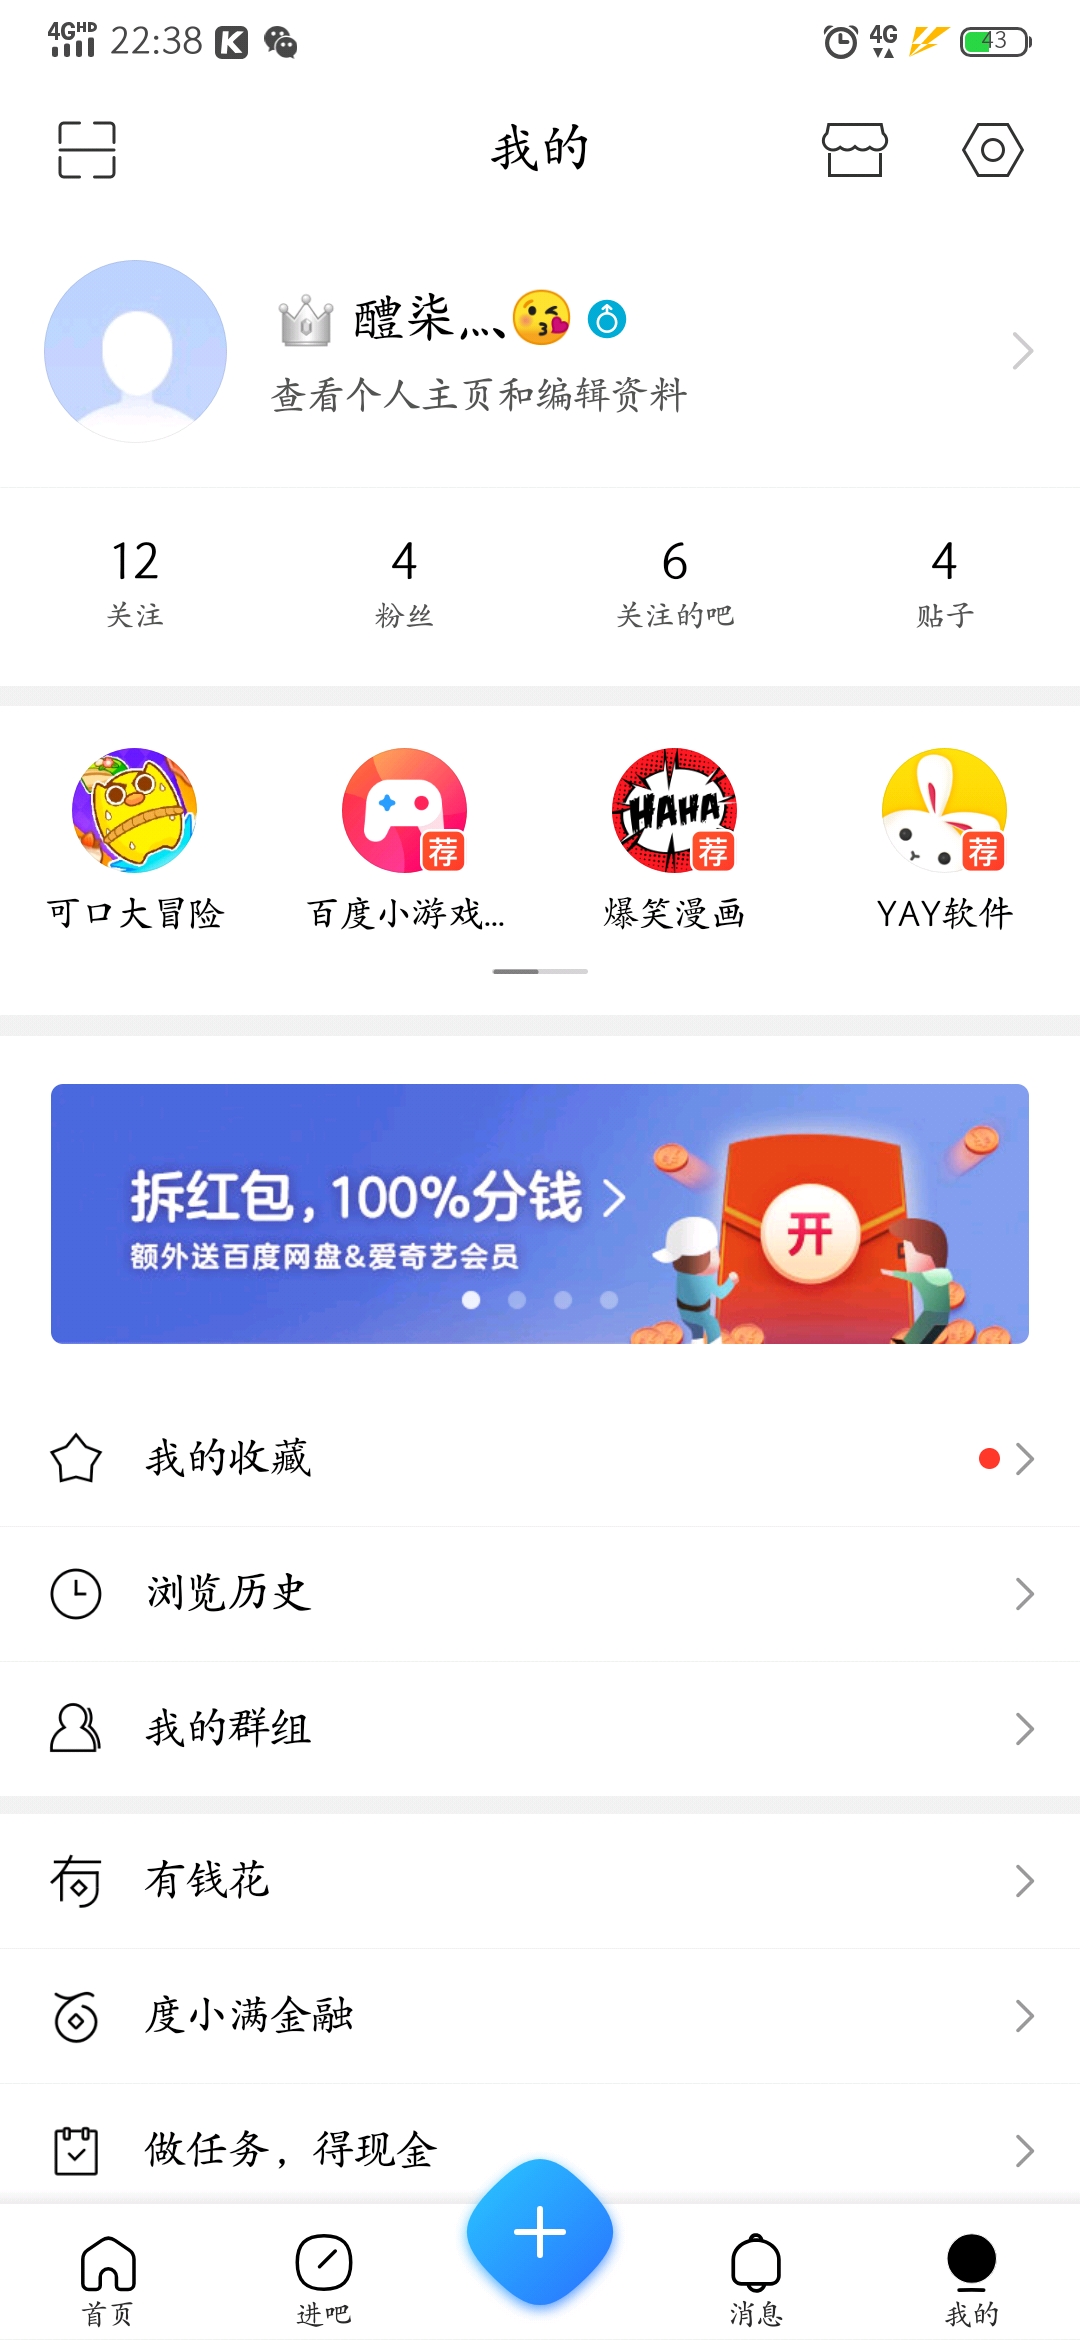 4GHD 22:38 K 4G 43
我的
醴柒灬、😘
查看个人主页和编辑资料
12 4 6 4
关注 粉丝 关注的吧 贴子
HAHA
荐 荐 荐
可口大冒险 百度小游戏... 爆笑漫画 YAY软件
拆红包,100%分钱
额外送百度网盘&爱奇艺会员
开
我的收藏
浏览历史
我的群组
有钱花
度小满金融
做任务，得现金
首页 进吧 消息 我的